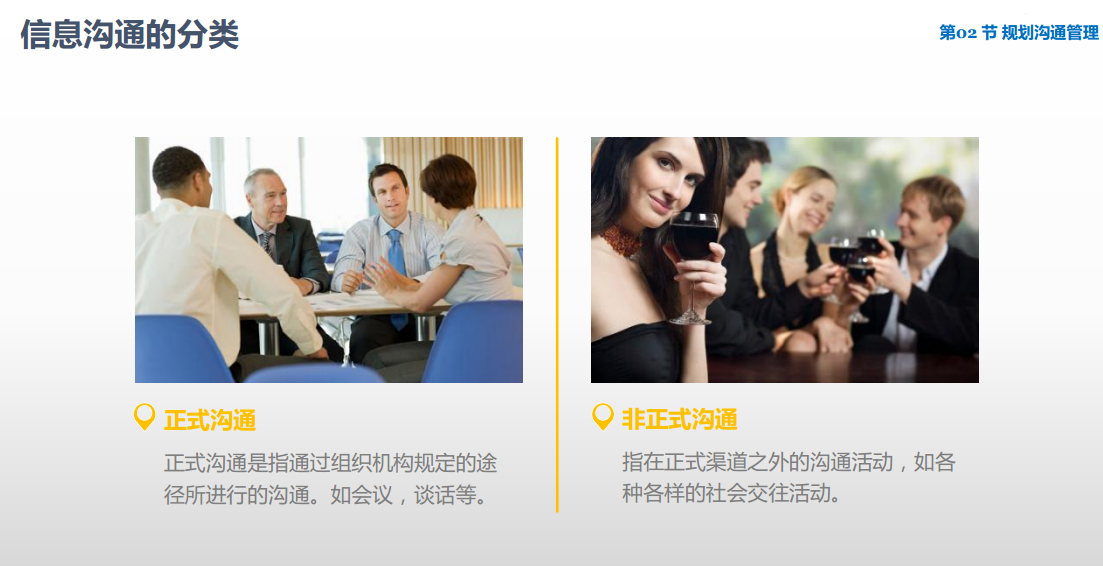 信息沟通的分类
第02 节 规划沟通管理
正式沟通
正式沟通是指通过组织机构规定的途
径所进行的沟通。如会议，谈话等。
非正式沟通
指在正式渠道之外的沟通活动，如各
种各样的社会交往活动。